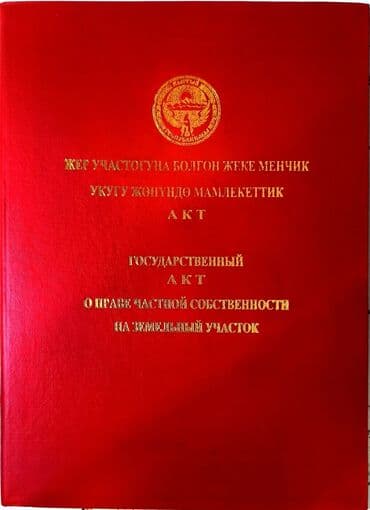 ЖЕР УЧАСТОГУНА БОЛГОН ЖЕКЕ МЕНЧИК
УКУГУ ЖӨНҮНДӨ МАМЛЕКЕТТИК
АКТ
ГОСУДАРСТВЕННЫЙ
АКТ
О ПРАВЕ ЧАСТНОЙ СОБСТВЕННОСТИ
НА ЗЕМЕЛЬНЫЙ УЧАСТОК